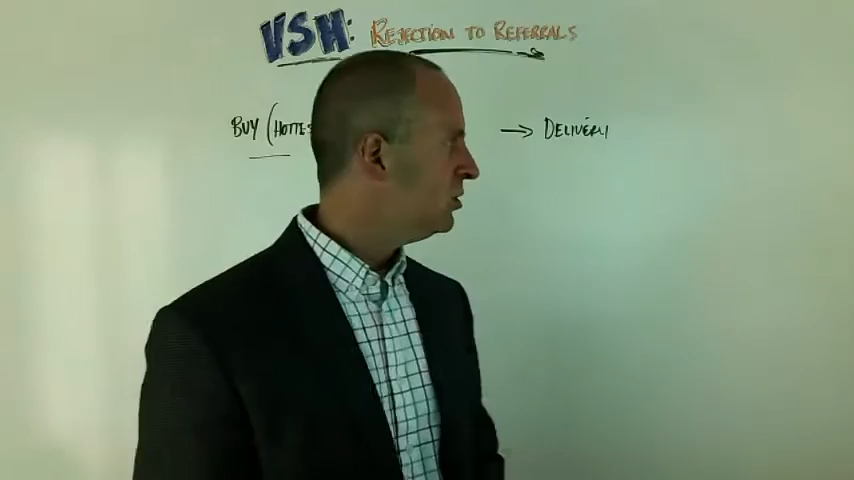 VSH: REJECTION TO REFERRALS
BUY (HOTTES → DELIVERY